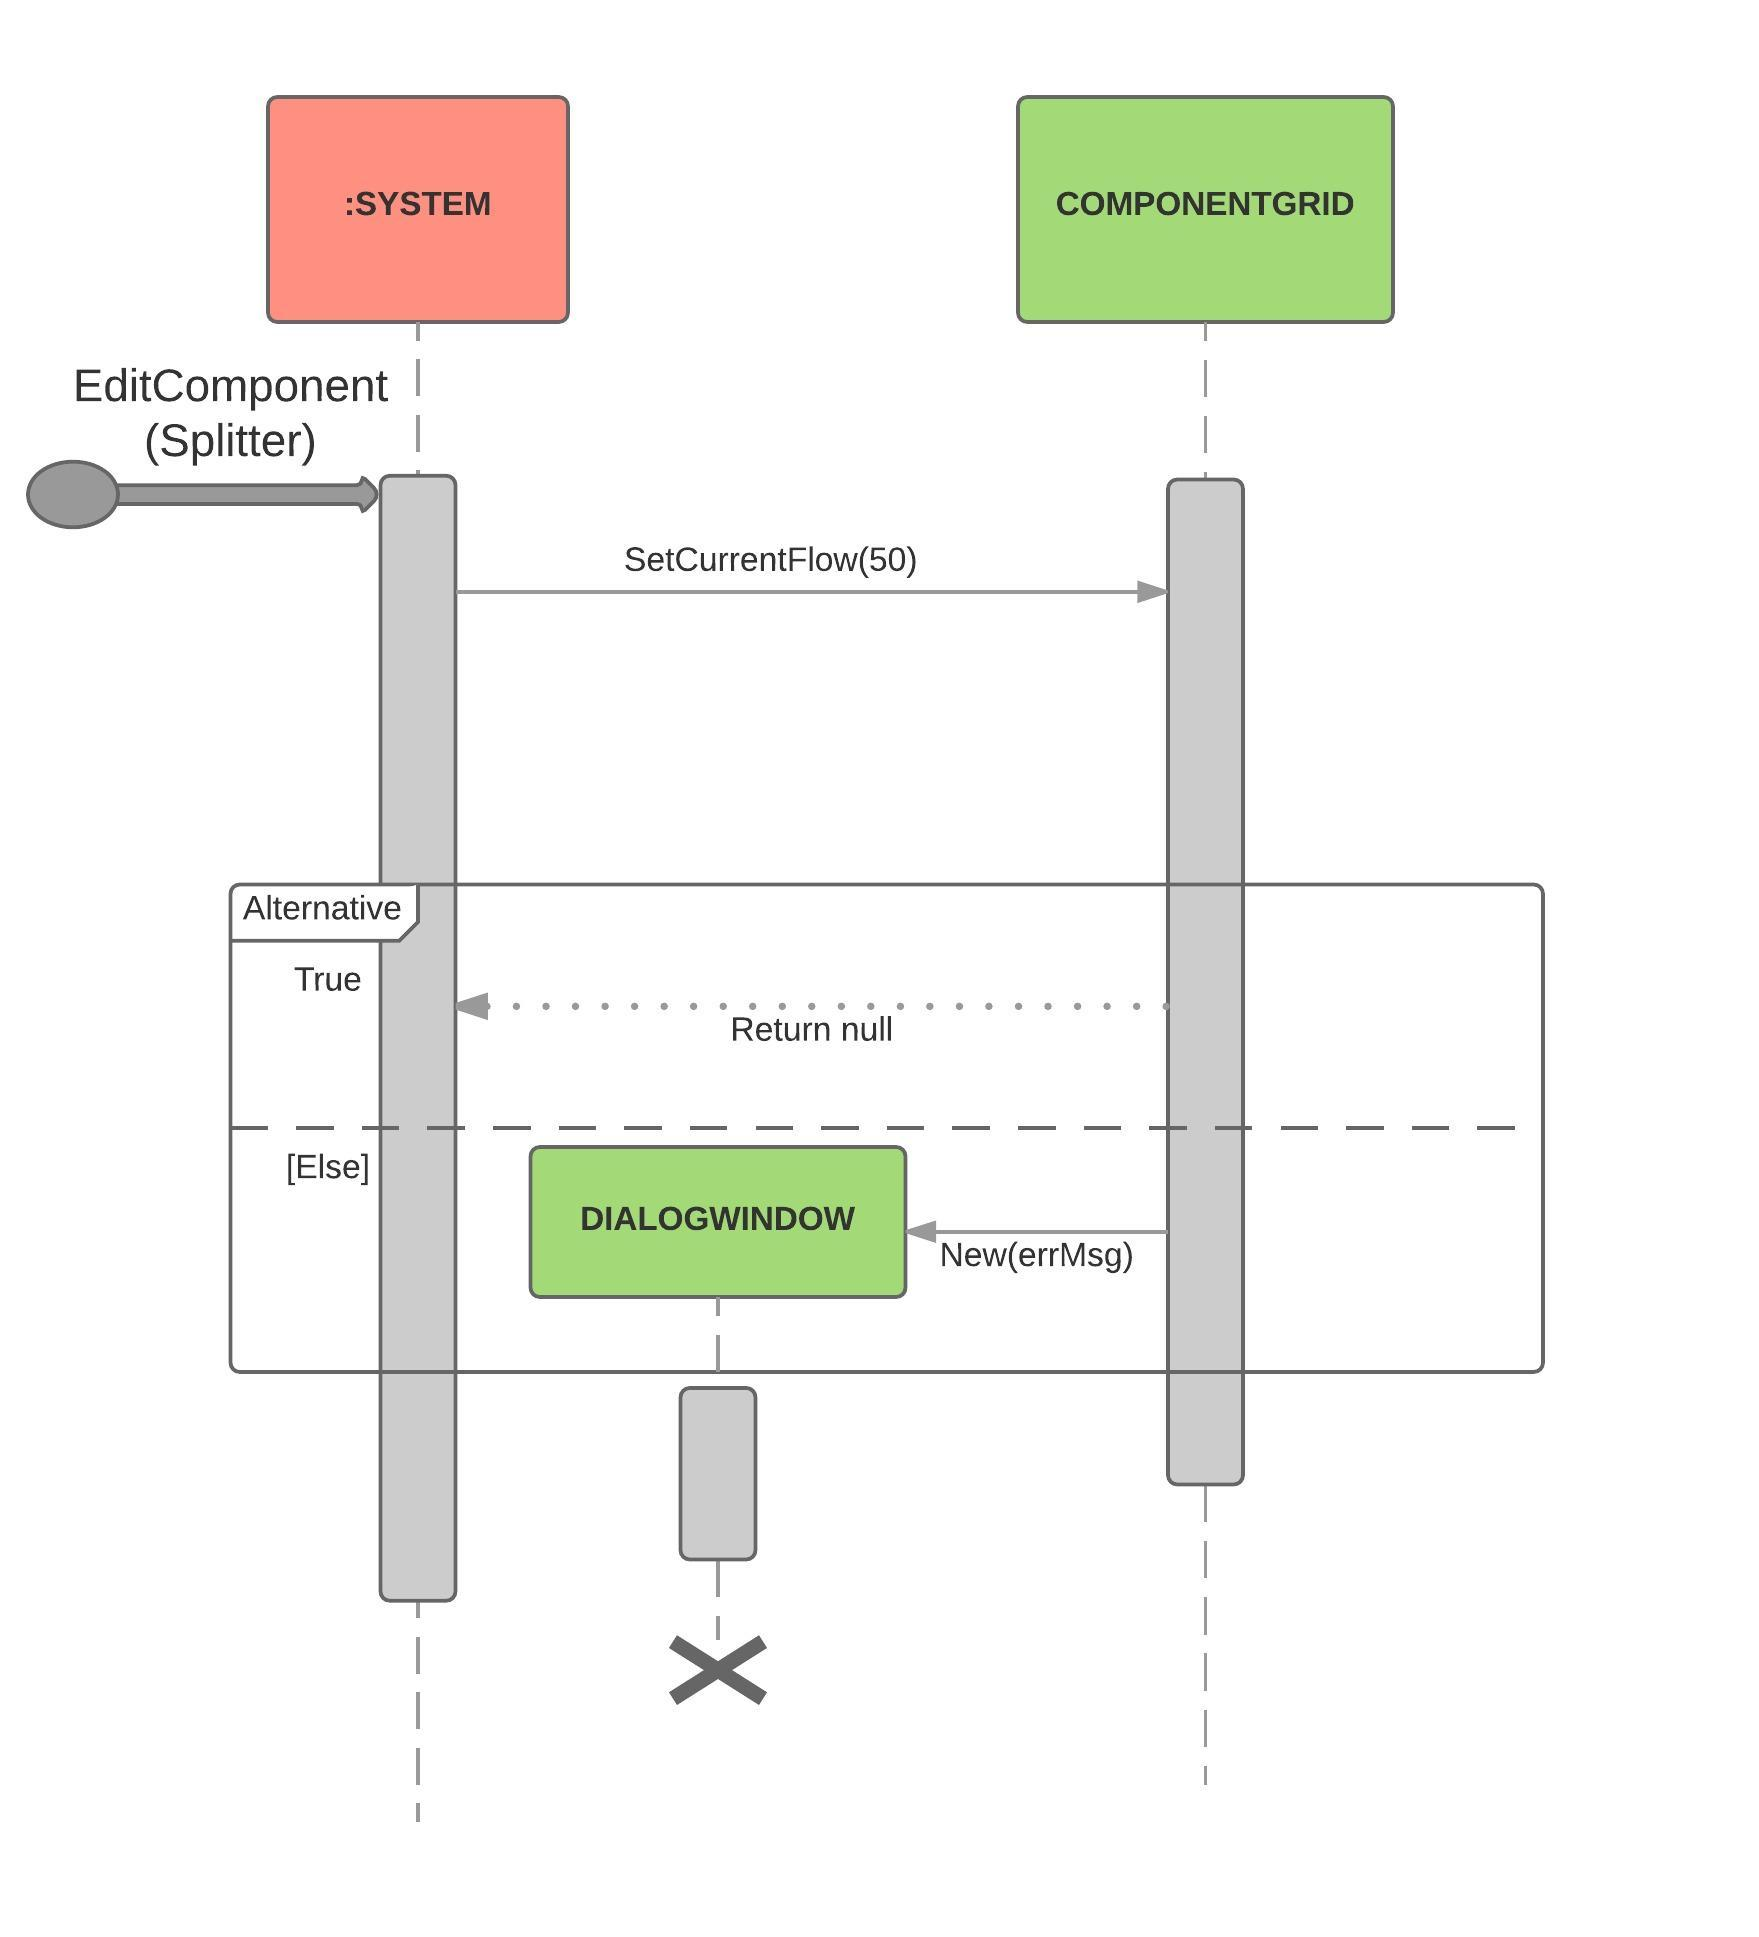 :SYSTEM
COMPONENTGRID
EditComponent
(Splitter)
SetCurrentFlow(50)
Alternative
True
Return null
[Else]
DIALOGWINDOW
New(errMsg)